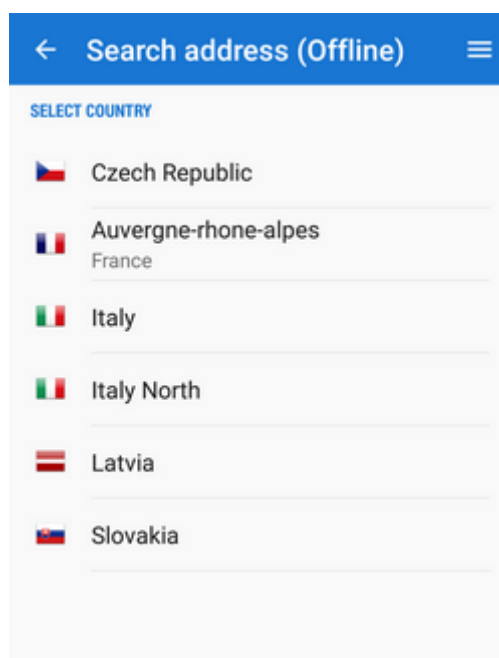 Search address (Offline)
SELECT COUNTRY
Czech Republic
Auvergne-rhone-alpes
France
Italy
Italy North
Latvia
Slovakia